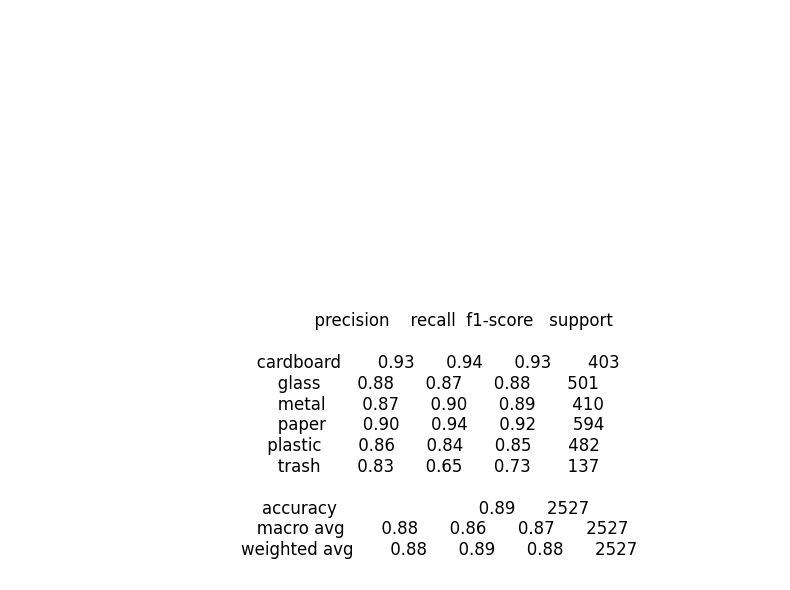 precision recall f1-score support
cardboard 0.93 0.94 0.93 403
glass 0.88 0.87 0.88 501
metal 0.87 0.90 0.89 410
paper 0.90 0.94 0.92 594
plastic 0.86 0.84 0.85 482
trash 0.83 0.65 0.73 137
accuracy 0.89 2527
macro avg 0.88 0.86 0.87 2527
weighted avg 0.88 0.89 0.88 2527